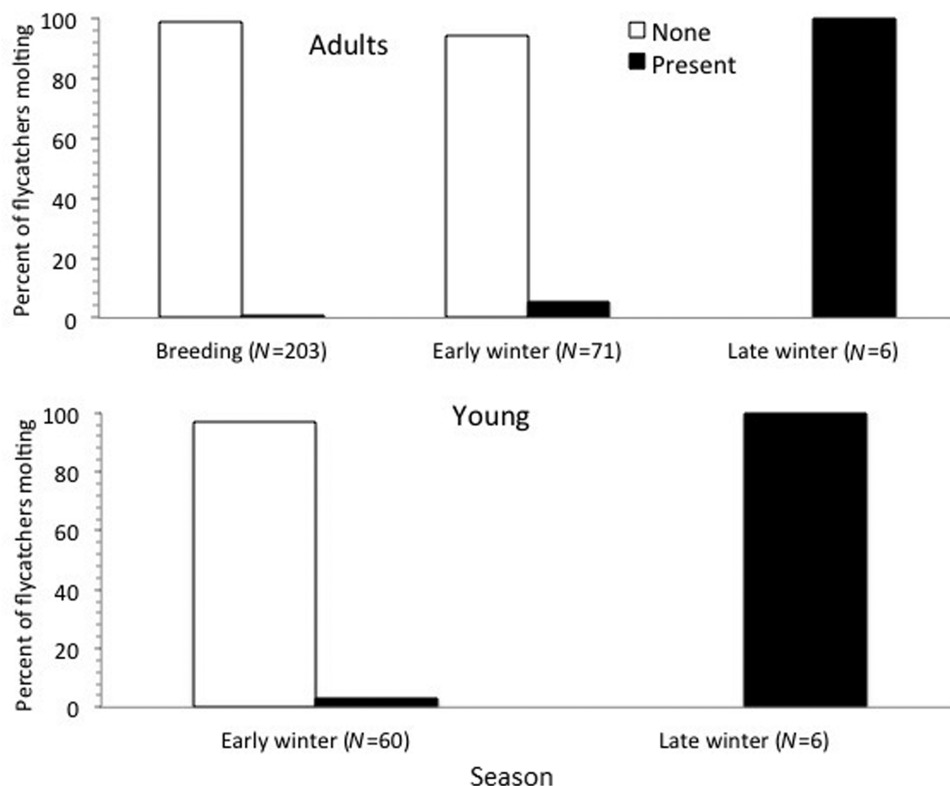 Percent of flycatchers molting
100
80
60
40
20
0
Adults
None
Present
Breeding (N=203)
Early winter (N=71)
Late winter (N=6)
Percent of flycatchers molting
100
80
60
40
20
0
Young
Early winter (N=60)
Late winter (N=6)
Season